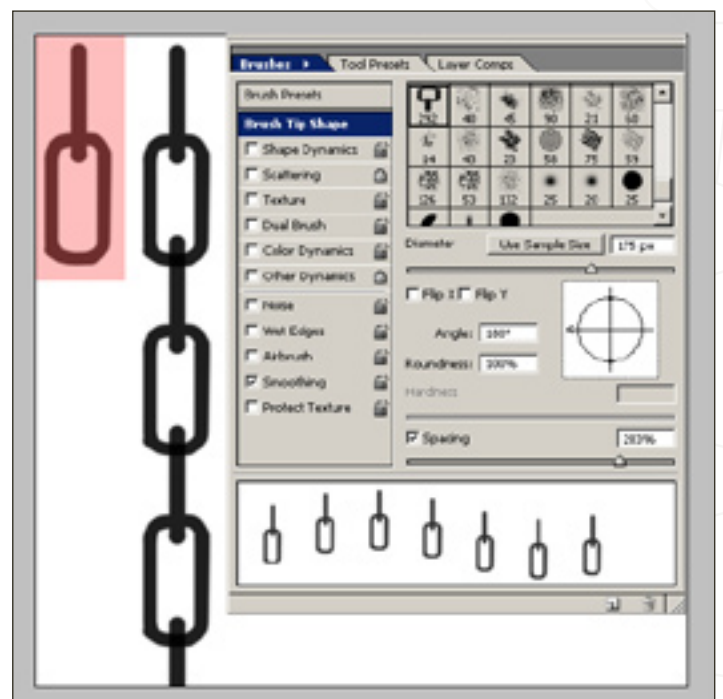 Brushes
Tool Presets
Layer Comps
Brush Presets
Brush Tip Shape
Shape Dynamics
Scattering
Texture
Dual Brush
Color Dynamics
Other Dynamics
Noise
Wet Edges
Airbrush
Smoothing
Protect Texture
292 40 45 90 21 60
14 43 23 58 75 59
126 53 132 25 20 25
Diameter Use Sample Size 175 px
Flip X Flip Y
Angle: 180°
Roundness: 100%
Hardness
Spacing 203%